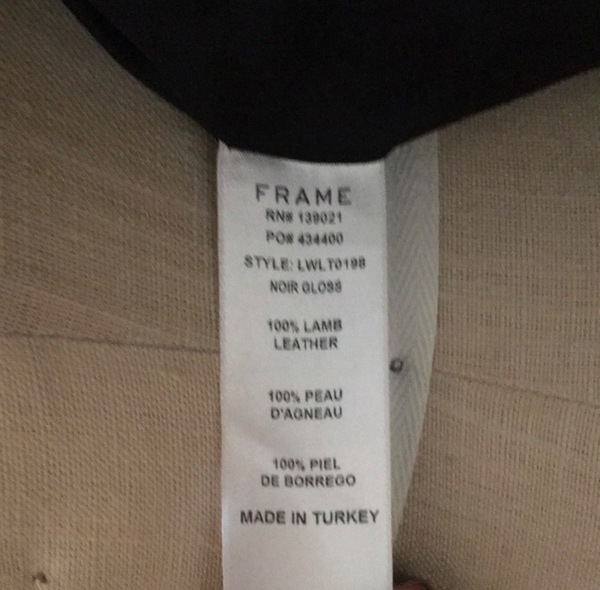 FRAME
RN# 139021
PO# 434400
STYLE: LWLT0198
NOIR GLOSS
100% LAMB
LEATHER
100% PEAU
D'AGNEAU
100% PIEL
DE BORREGO
MADE IN TURKEY